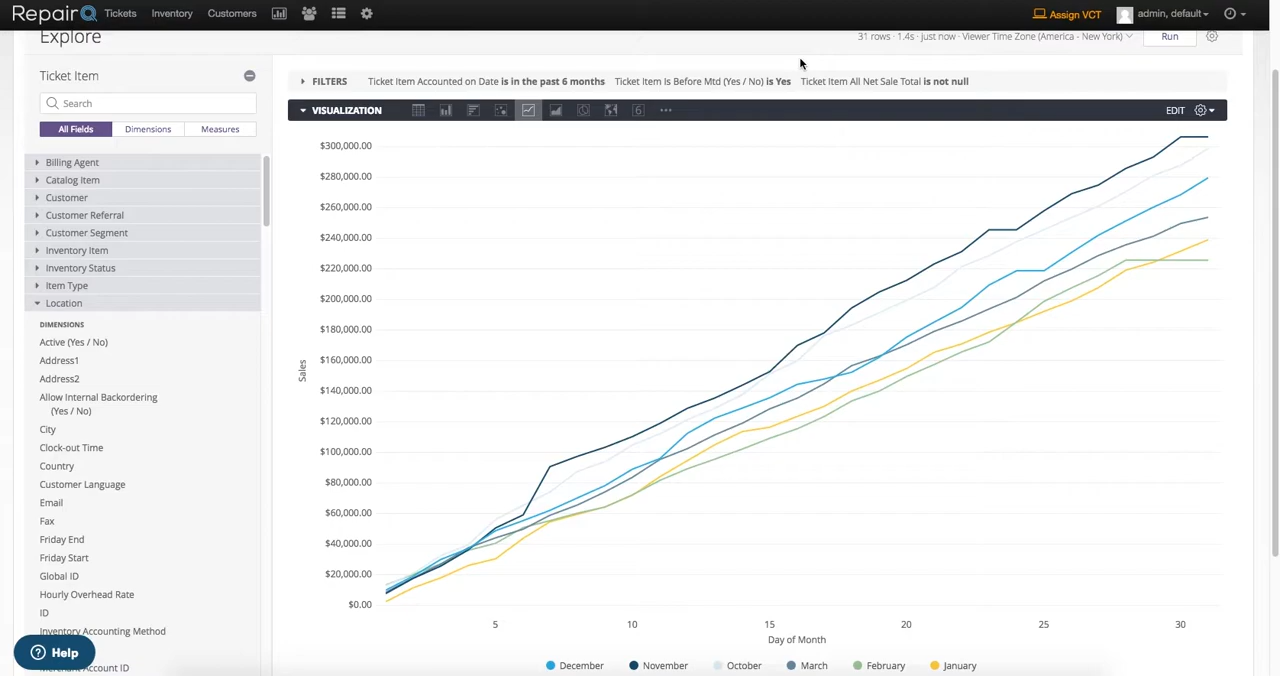 RepairQ Tickets Inventory Customers Assign VCT admin, default
Explore
31 rows · 1.4s · just now · Viewer Time Zone (America - New York) Run
Ticket Item
Search
All Fields Dimensions Measures
Billing Agent
Catalog Item
Customer
Customer Referral
Customer Segment
Inventory Item
Inventory Status
Item Type
Location
DIMENSIONS
Active (Yes / No)
Address1
Address2
Allow Internal Backordering
(Yes / No)
City
Clock-out Time
Country
Customer Language
Email
Fax
Friday End
Friday Start
Global ID
Hourly Overhead Rate
ID
Inventory Accounting Method
Merchant Account ID
Help
FILTERS Ticket Item Accounted on Date is in the past 6 months Ticket Item Is Before Mtd (Yes / No) is Yes Ticket Item All Net Sale Total is not null
VISUALIZATION 6 EDIT
$300,000.00
$280,000.00
$260,000.00
$240,000.00
$220,000.00
$200,000.00
$180,000.00
$160,000.00
$140,000.00
$120,000.00
$100,000.00
$80,000.00
$60,000.00
$40,000.00
$20,000.00
$0.00
Sales
5 10 15 20 25 30
Day of Month
December November October March February January